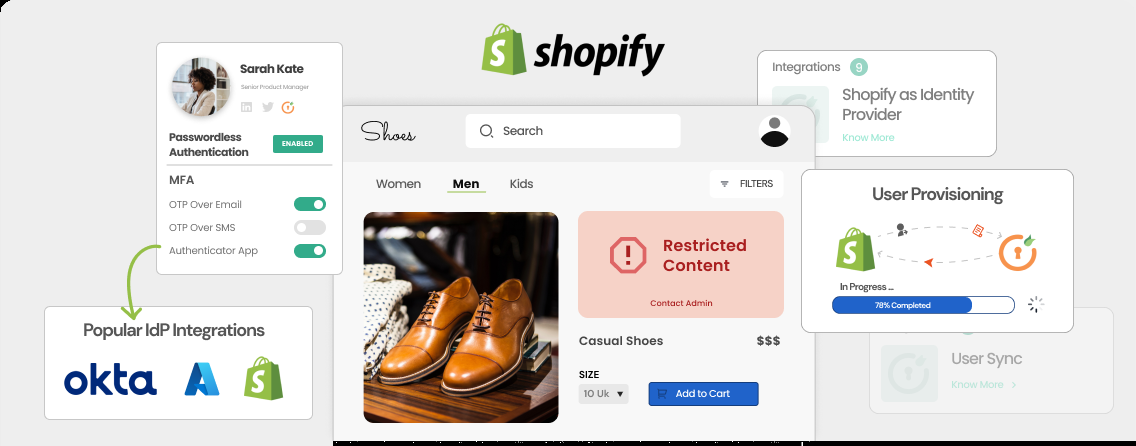 shopify
Sarah Kate
Senior Product Manager
Passwordless
Authentication
ENABLED
MFA
OTP Over Email
OTP Over SMS
Authenticator App
Popular IdP Integrations
okta
Shoes
Search
Women
Men
Kids
FILTERS
Restricted
Content
Contact Admin
Casual Shoes
$$$
SIZE
10 Uk
Add to Cart
Integrations
9
Shopify as Identity
Provider
Know More
User Provisioning
In Progress ...
78% Completed
User Sync
Know More >